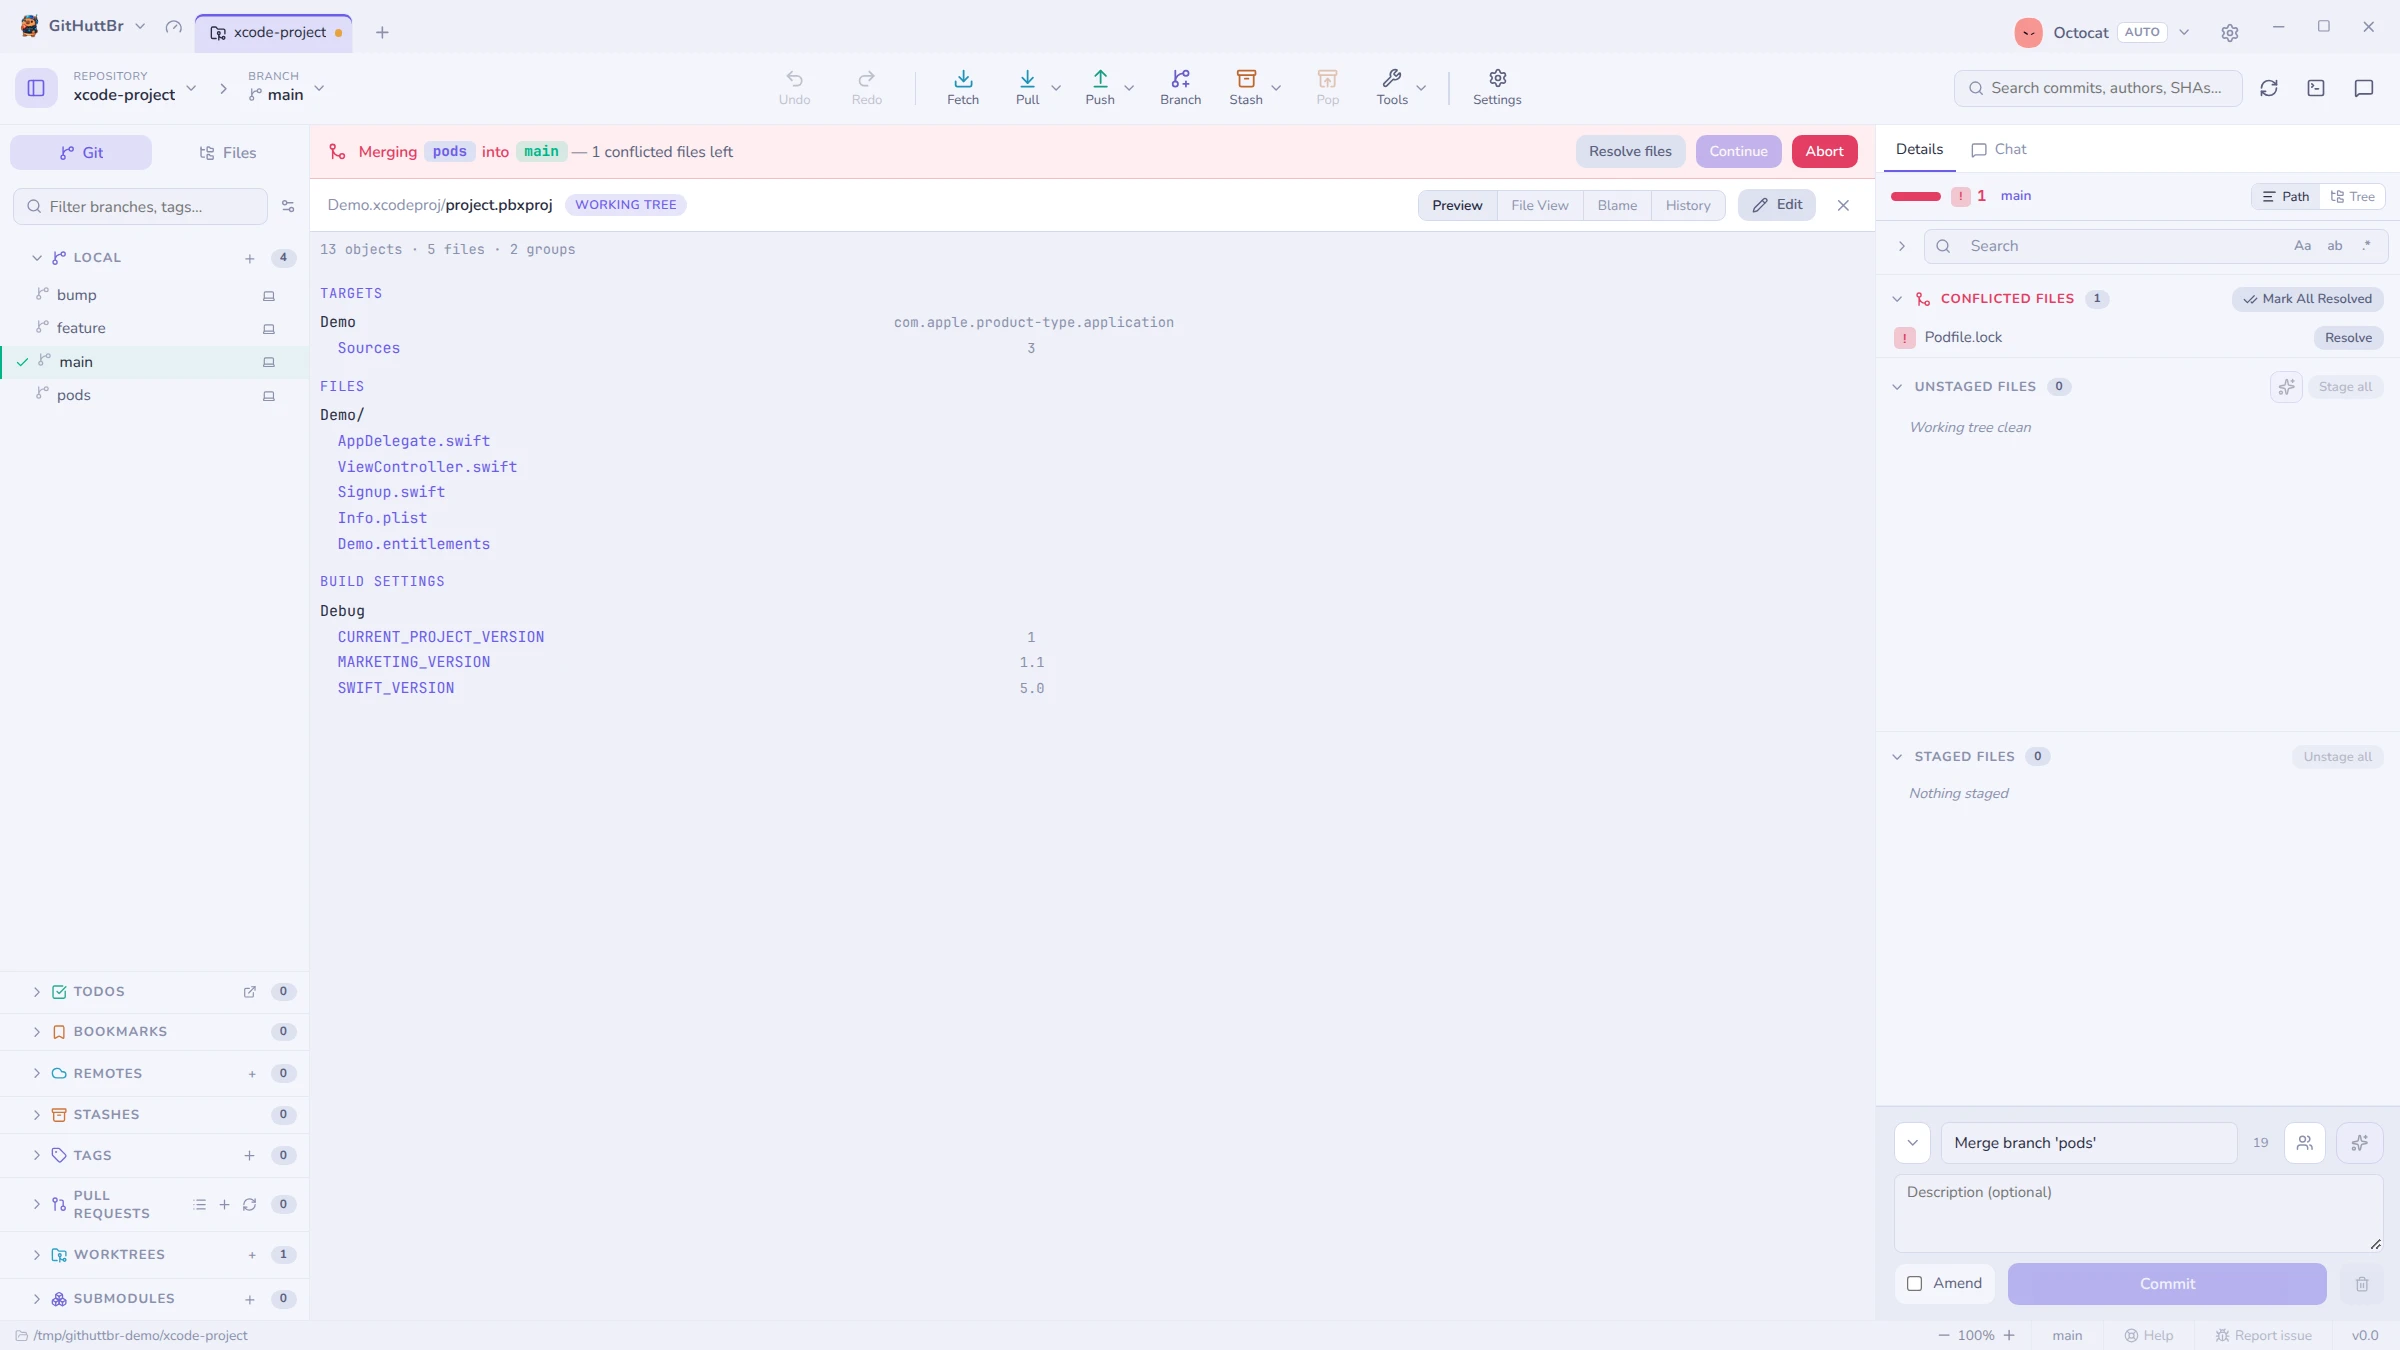 GitHuttBr
xcode-project
Octocat
AUTO
REPOSITORY
xcode-project
BRANCH
main
Undo
Redo
Fetch
Pull
Push
Branch
Stash
Pop
Tools
Settings
Search commits, authors, SHAs...
Git
Files
Filter branches, tags...
LOCAL
4
bump
feature
main
pods
TODOS
0
BOOKMARKS
0
REMOTES
0
STASHES
0
TAGS
0
PULL
REQUESTS
0
WORKTREES
1
SUBMODULES
0
Merging pods into main — 1 conflicted files left
Resolve files
Continue
Abort
Demo.xcodeproj/project.pbxproj
WORKING TREE
Preview
File View
Blame
History
Edit
13 objects · 5 files · 2 groups
TARGETS
Demo com.apple.product-type.application
Sources 3
FILES
Demo/
AppDelegate.swift
ViewController.swift
Signup.swift
Info.plist
Demo.entitlements
BUILD SETTINGS
Debug
CURRENT_PROJECT_VERSION 1
MARKETING_VERSION 1.1
SWIFT_VERSION 5.0
Details
Chat
! 1 main
Path
Tree
Search
Aa
ab
.*
CONFLICTED FILES 1
Mark All Resolved
! Podfile.lock
Resolve
UNSTAGED FILES 0
Stage all
Working tree clean
STAGED FILES 0
Unstage all
Nothing staged
Merge branch 'pods'
19
Description (optional)
Amend
Commit
/tmp/githuttbr-demo/xcode-project
100%
main
Help
Report issue
v0.0